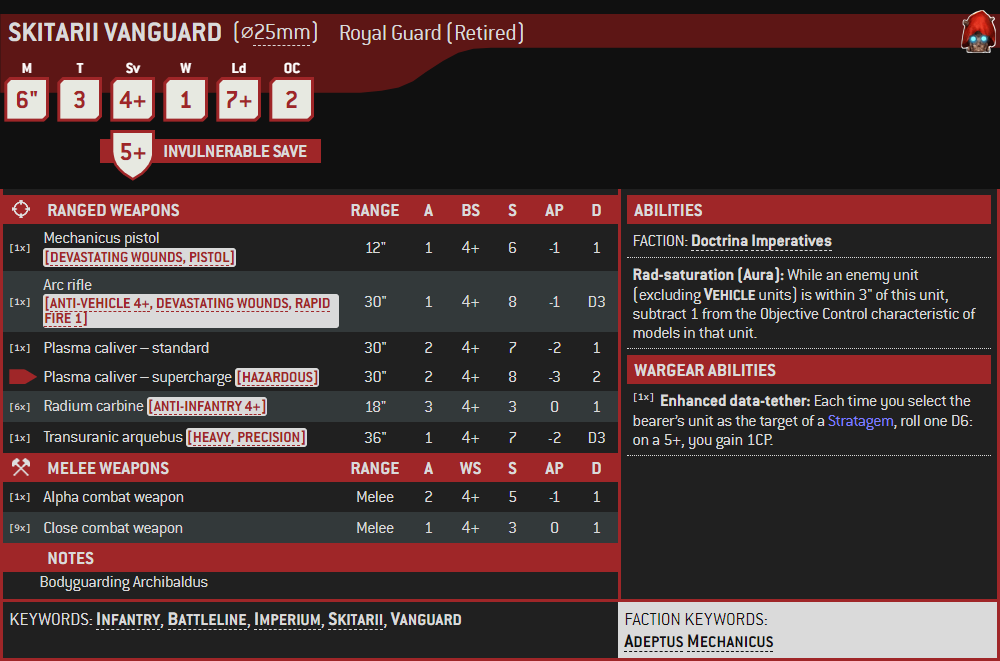 SKITARII VANGUARD (⌀25mm) Royal Guard (Retired)
M T Sv W Ld OC
6" 3 4+ 1 7+ 2
5+ INVULNERABLE SAVE
RANGED WEAPONS RANGE A BS S AP D
[1x] Mechanicus pistol 12" 1 4+ 6 -1 1
[DEVASTATING WOUNDS, PISTOL]
[1x] Arc rifle 30" 1 4+ 8 -1 D3
[ANTI-VEHICLE 4+, DEVASTATING WOUNDS, RAPID
FIRE 1]
[1x] Plasma caliver – standard 30" 2 4+ 7 -2 1
Plasma caliver – supercharge [HAZARDOUS] 30" 2 4+ 8 -3 2
[6x] Radium carbine [ANTI-INFANTRY 4+] 18" 3 4+ 3 0 1
[1x] Transuranic arquebus [HEAVY, PRECISION] 36" 1 4+ 7 -2 D3
MELEE WEAPONS RANGE A WS S AP D
[1x] Alpha combat weapon Melee 2 4+ 5 -1 1
[9x] Close combat weapon Melee 1 4+ 3 0 1
NOTES
Bodyguarding Archibaldus
ABILITIES
FACTION: Doctrina Imperatives
Rad-saturation (Aura): While an enemy unit
(excluding VEHICLE units) is within 3" of this unit,
subtract 1 from the Objective Control characteristic of
models in that unit.
WARGEAR ABILITIES
[1x] Enhanced data-tether: Each time you select the
bearer's unit as the target of a Stratagem, roll one D6:
on a 5+, you gain 1CP.
KEYWORDS: INFANTRY, BATTLELINE, IMPERIUM, SKITARII, VANGUARD
FACTION KEYWORDS:
ADEPTUS MECHANICUS